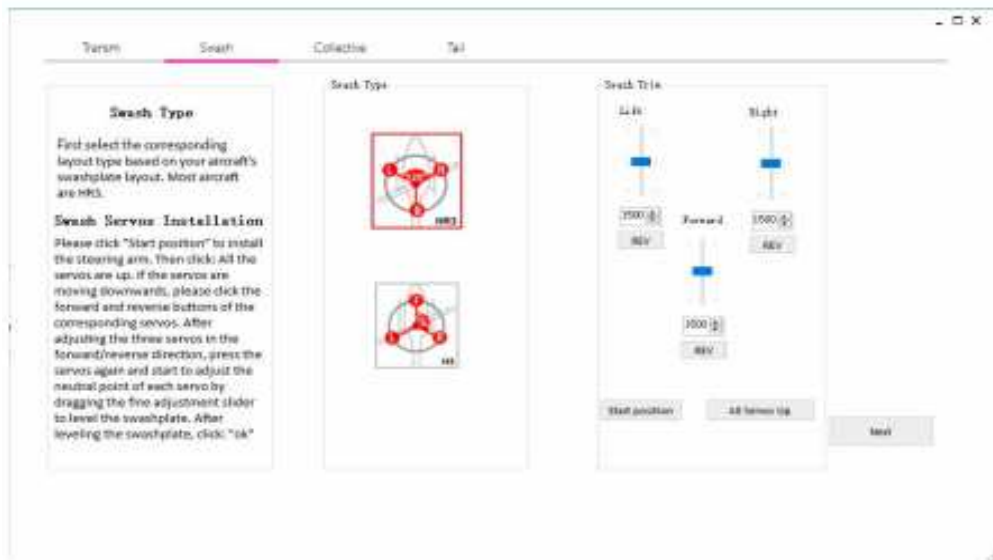 Transm Swash Collective Tail
Swash Type
First select the corresponding
layout type based on your aircraft's
swashplate layout. Most aircraft
are HR3.
Swash Servos Installation
Please click "Start position" to install
the steering arm. Then click: All the
servos are up. If the servos are
moving downwards, please click the
forward and reverse buttons of the
corresponding servos. After
adjusting the three servos in the
forward/reverse direction, press the
servos again and start to adjust the
neutral point of each servo by
dragging the fine adjustment slider
to level the swashplate. After
leveling the swashplate, click: "ok"
Swash Type
L R
B
HR3
F
L R
H3
Swash Trim
Left Right
1500 Forward 1500
REV REV
1500
REV
Start position All Servos Up
Next